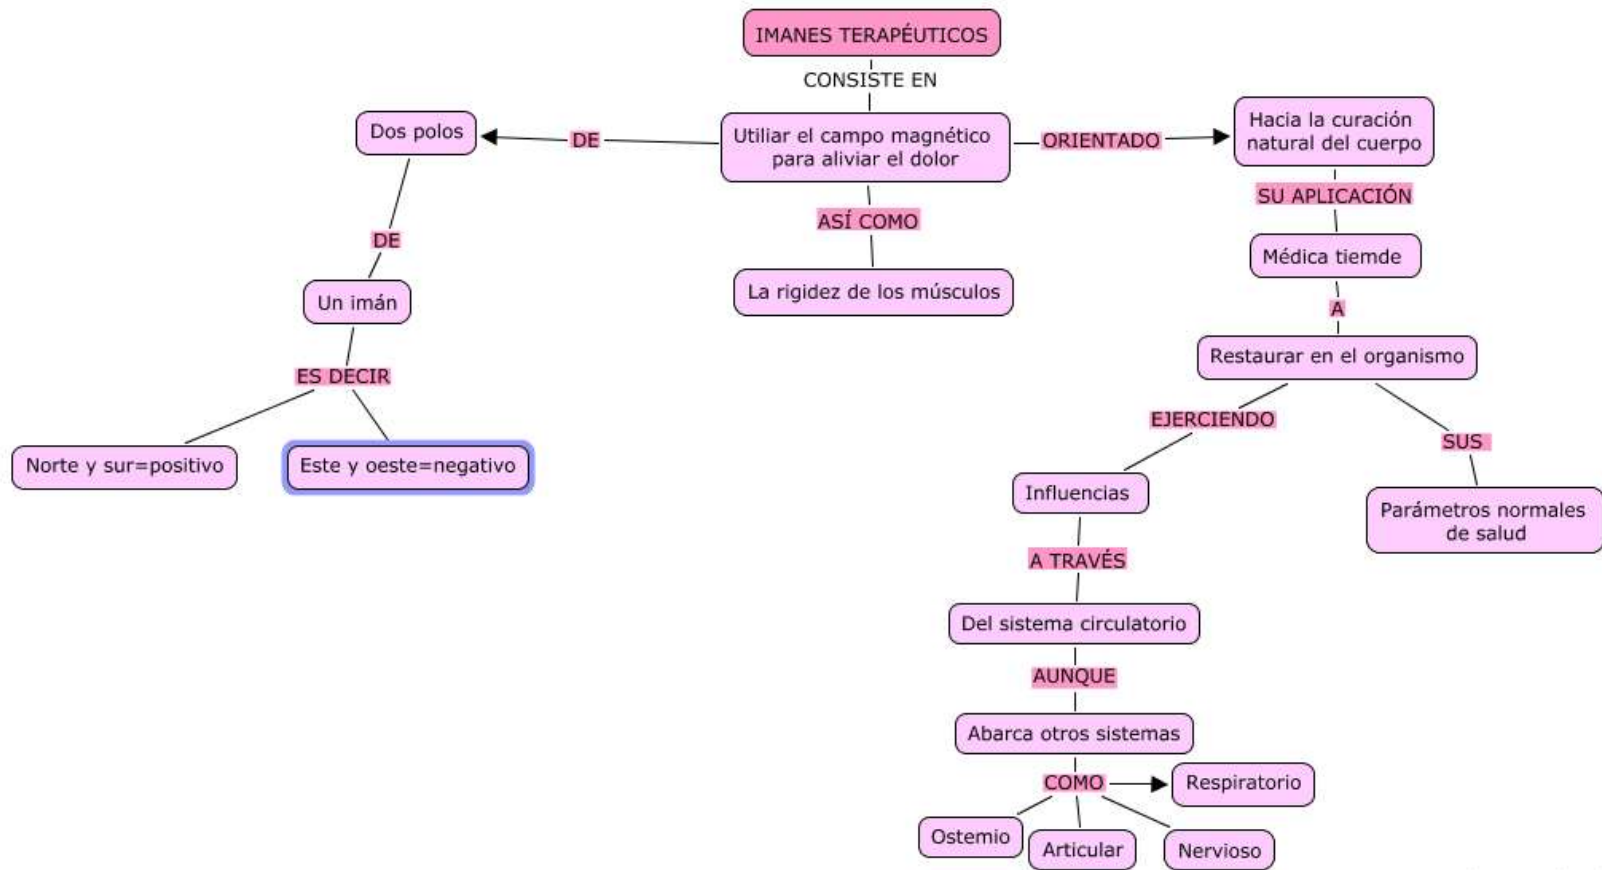 IMANES TERAPÉUTICOS
CONSISTE EN
Utiliar el campo magnético
para aliviar el dolor
DE
Dos polos
DE
Un imán
ES DECIR
Norte y sur=positivo
Este y oeste=negativo
ASÍ COMO
La rigidez de los músculos
ORIENTADO
Hacia la curación
natural del cuerpo
SU APLICACIÓN
Médica tiemde
A
Restaurar en el organismo
EJERCIENDO
Influencias
A TRAVÉS
Del sistema circulatorio
AUNQUE
Abarca otros sistemas
COMO
Respiratorio
Ostemio
Articular
Nervioso
SUS
Parámetros normales
de salud